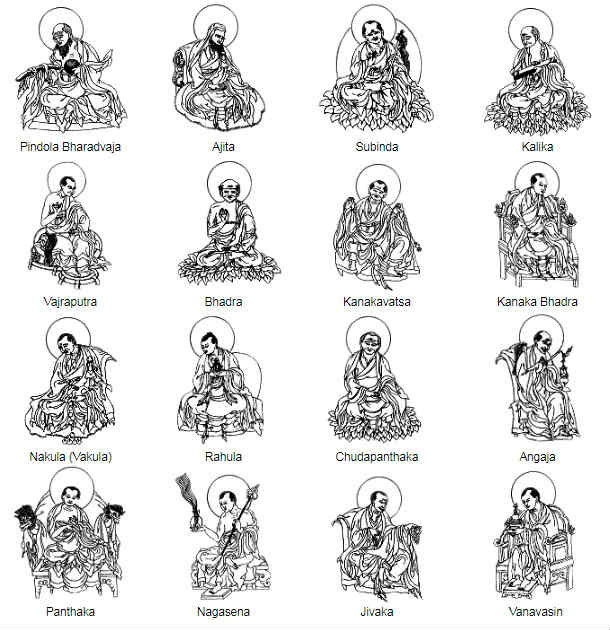 Pindola Bharadvaja
Ajita
Subinda
Kalika
Vajraputra
Bhadra
Kanakavatsa
Kanaka Bhadra
Nakula (Vakula)
Rahula
Chudapanthaka
Angaja
Panthaka
Nagasena
Jivaka
Vanavasin